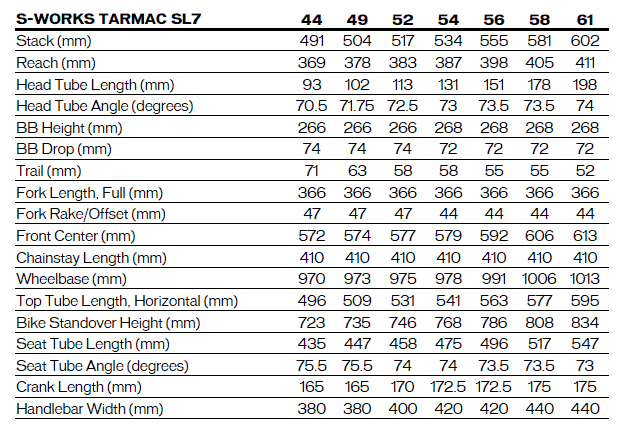 S-WORKS TARMAC SL7 44 49 52 54 56 58 61
Stack (mm) 491 504 517 534 555 581 602
Reach (mm) 369 378 383 387 398 405 411
Head Tube Length (mm) 93 102 113 131 151 178 198
Head Tube Angle (degrees) 70.5 71.75 72.5 73 73.5 73.5 74
BB Height (mm) 266 266 266 268 268 268 268
BB Drop (mm) 74 74 74 72 72 72 72
Trail (mm) 71 63 58 58 55 55 52
Fork Length, Full (mm) 366 366 366 366 366 366 366
Fork Rake/Offset (mm) 47 47 47 44 44 44 44
Front Center (mm) 572 574 577 579 592 606 613
Chainstay Length (mm) 410 410 410 410 410 410 410
Wheelbase (mm) 970 973 975 978 991 1006 1013
Top Tube Length, Horizontal (mm) 496 509 531 541 563 577 595
Bike Standover Height (mm) 723 735 746 768 786 808 834
Seat Tube Length (mm) 435 447 458 475 496 517 547
Seat Tube Angle (degrees) 75.5 75.5 74 74 73.5 73.5 73
Crank Length (mm) 165 165 170 172.5 172.5 175 175
Handlebar Width (mm) 380 380 400 420 420 440 440